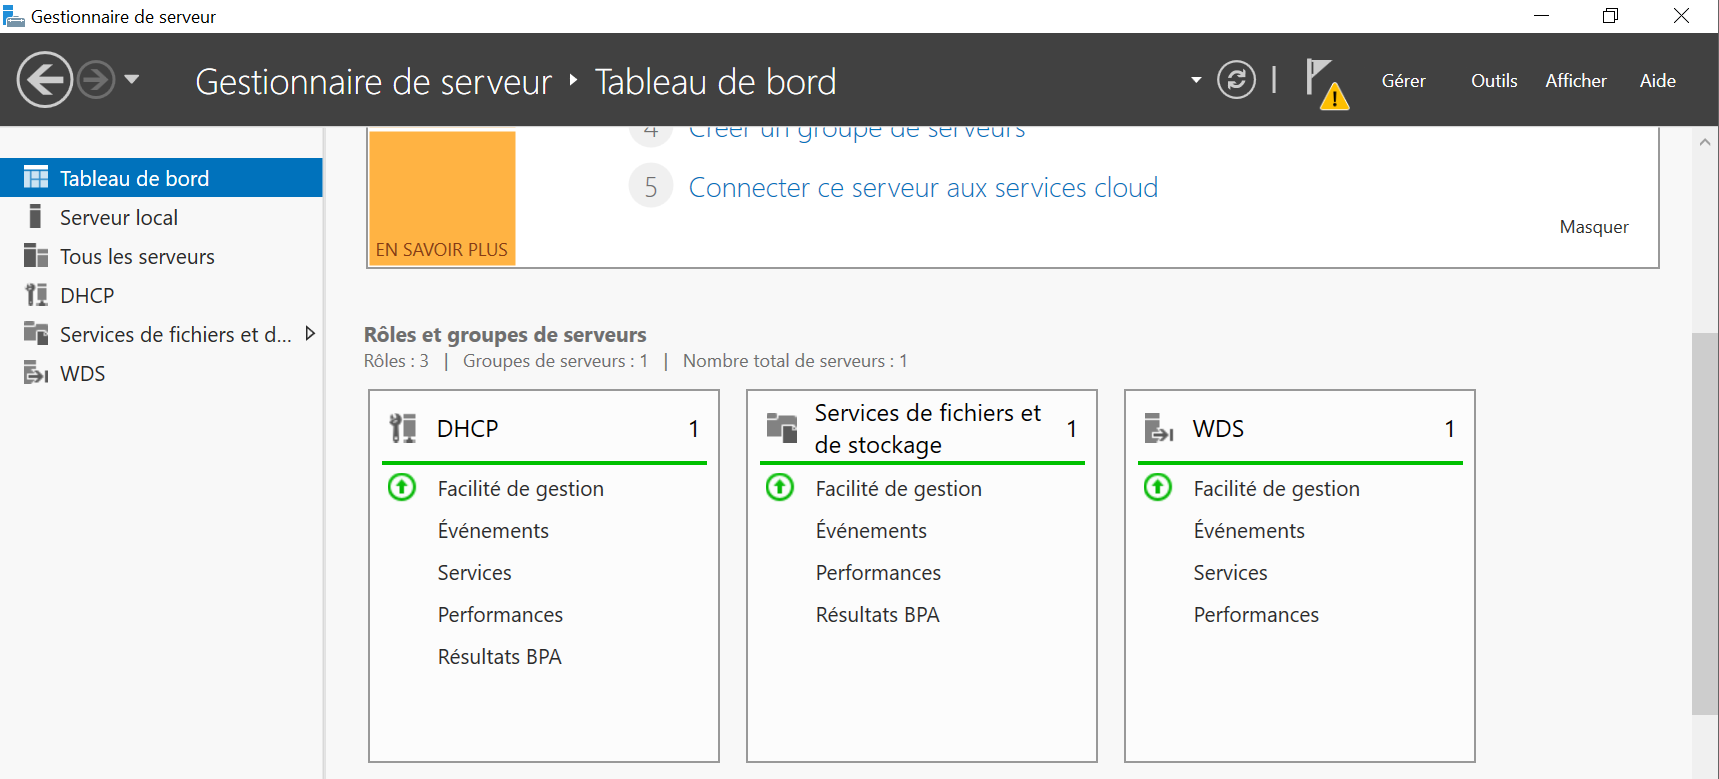 Gestionnaire de serveur
Gestionnaire de serveur Tableau de bord
Gérer Outils Afficher Aide
Tableau de bord
Serveur local
Tous les serveurs
DHCP
Services de fichiers et d...
WDS
4 Créer un groupe de serveurs
5 Connecter ce serveur aux services cloud
EN SAVOIR PLUS
Masquer
Rôles et groupes de serveurs
Rôles : 3 | Groupes de serveurs : 1 | Nombre total de serveurs : 1
DHCP 1
Facilité de gestion
Événements
Services
Performances
Résultats BPA
Services de fichiers et
de stockage 1
Facilité de gestion
Événements
Performances
Résultats BPA
WDS 1
Facilité de gestion
Événements
Services
Performances